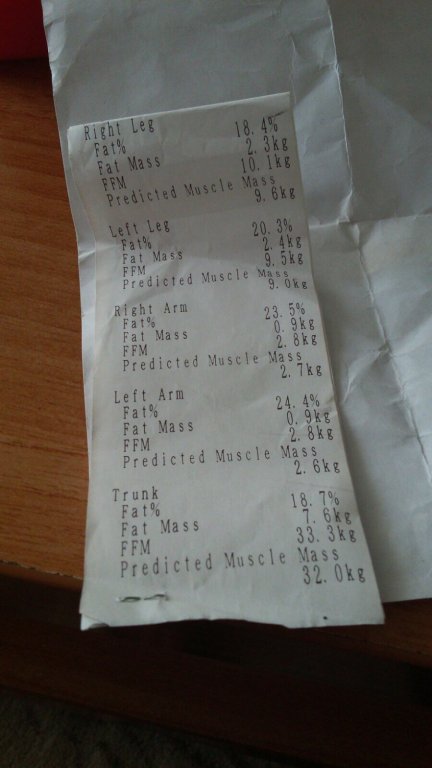 Right Leg
Fat% 18.4%
Fat Mass 2.3kg
FFM 10.1kg
Predicted Muscle Mass
9.6kg
Left Leg
Fat% 20.3%
Fat Mass 2.4kg
FFM 9.5kg
Predicted Muscle Mass
9.0kg
Right Arm
Fat% 23.5%
Fat Mass 0.9kg
FFM 2.8kg
Predicted Muscle Mass
2.7kg
Left Arm
Fat% 24.4%
Fat Mass 0.9kg
FFM 2.8kg
Predicted Muscle Mass
2.6kg
Trunk
Fat% 18.7%
Fat Mass 7.6kg
FFM 33.3kg
Predicted Muscle Mass
32.0kg